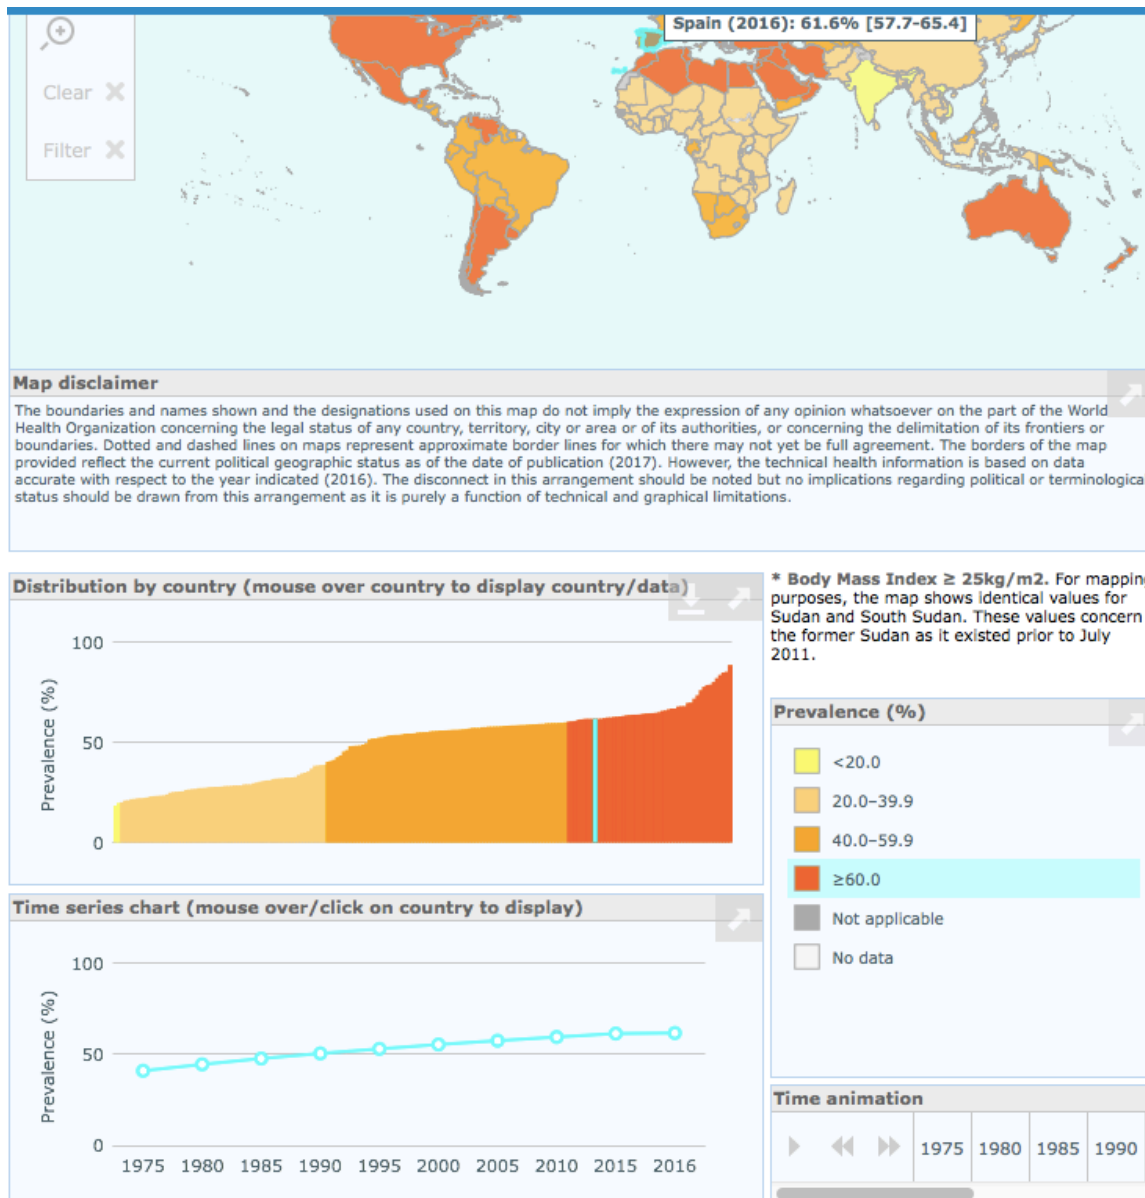 Spain (2016): 61.6% [57.7-65.4]
Clear
Filter
Map disclaimer
The boundaries and names shown and the designations used on this map do not imply the expression of any opinion whatsoever on the part of the World
Health Organization concerning the legal status of any country, territory, city or area or of its authorities, or concerning the delimitation of its frontiers or
boundaries. Dotted and dashed lines on maps represent approximate border lines for which there may not yet be full agreement. The borders of the map
provided reflect the current political geographic status as of the date of publication (2017). However, the technical health information is based on data
accurate with respect to the year indicated (2016). The disconnect in this arrangement should be noted but no implications regarding political or terminologica
status should be drawn from this arrangement as it is purely a function of technical and graphical limitations.
Distribution by country (mouse over country to display country/data)
100
50
0
Prevalence (%)
* Body Mass Index ≥ 25kg/m2. For mapping
purposes, the map shows identical values for
Sudan and South Sudan. These values concern
the former Sudan as it existed prior to July
2011.
Prevalence (%)
<20.0
20.0–39.9
40.0–59.9
≥60.0
Not applicable
No data
Time series chart (mouse over/click on country to display)
100
50
0
Prevalence (%)
1975 1980 1985 1990 1995 2000 2005 2010 2015 2016
Time animation
1975 1980 1985 1990